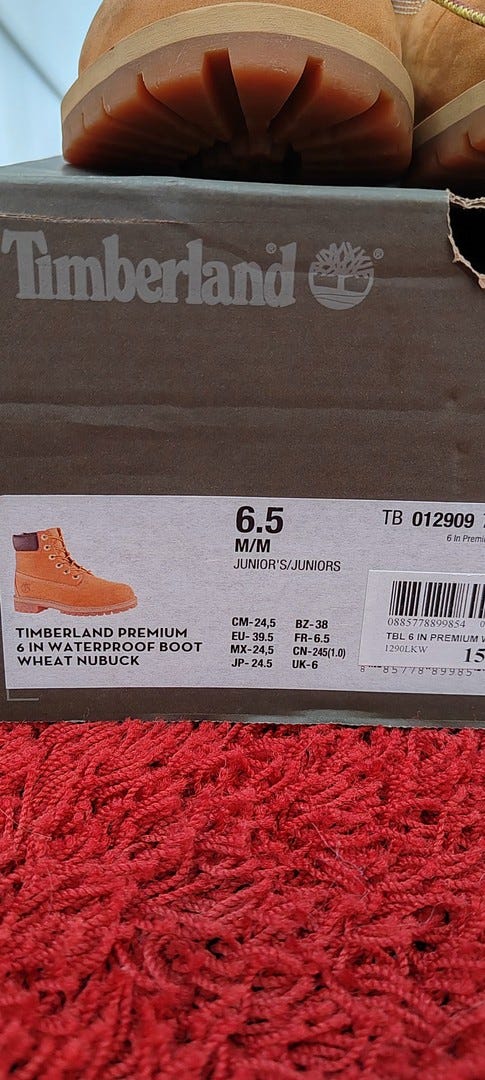 Timberland®
®
6.5
M/M
JUNIOR'S/JUNIORS
TB 012909
6 In Premi
TIMBERLAND PREMIUM
6 IN WATERPROOF BOOT
WHEAT NUBUCK
CM-24,5 BZ-38
EU-39.5 FR-6.5
MX-24,5 CN-245(1.0)
JP-24.5 UK-6
0885778899854
TBL 6 IN PREMIUM W
1290LKW 15
85778 89985